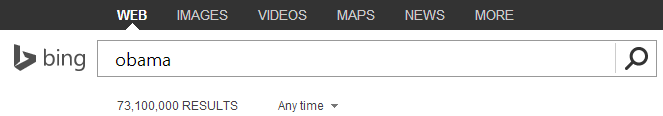 WEB IMAGES VIDEOS MAPS NEWS MORE
bing obama
73,100,000 RESULTS Any time